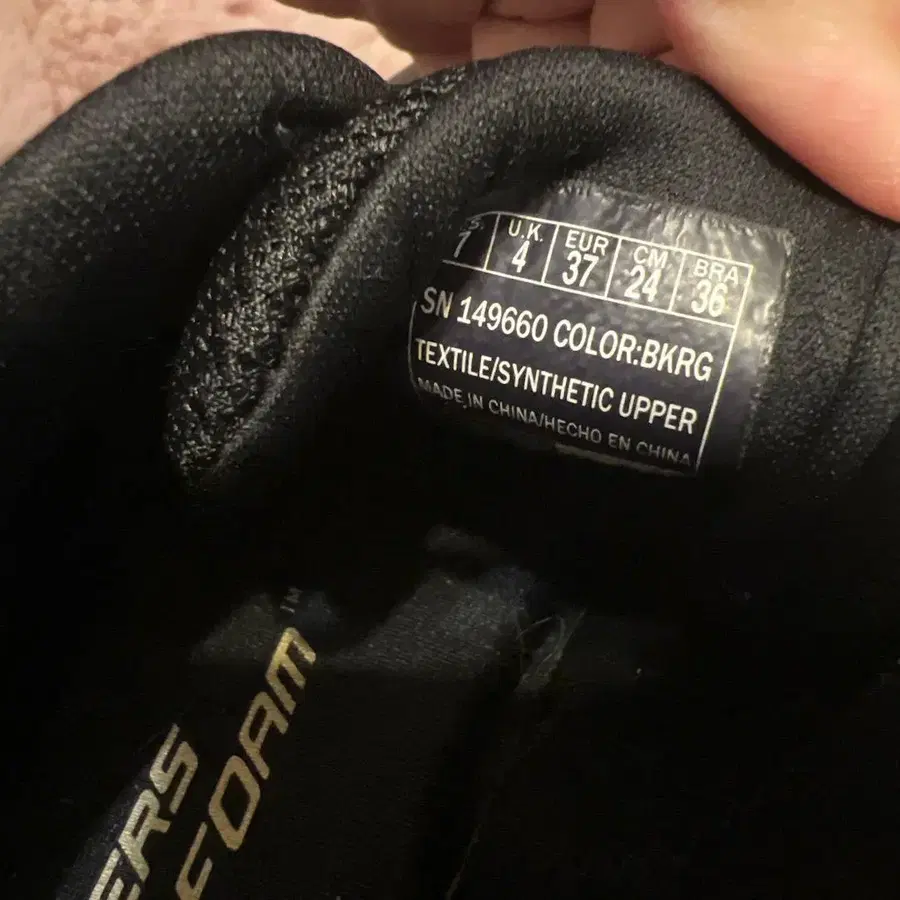 S. U.K. EUR CM BRA
7 4 37 24 36
SN 149660 COLOR:BKRG
TEXTILE/SYNTHETIC UPPER
MADE IN CHINA/HECHO EN CHINA
ERS
FOAM